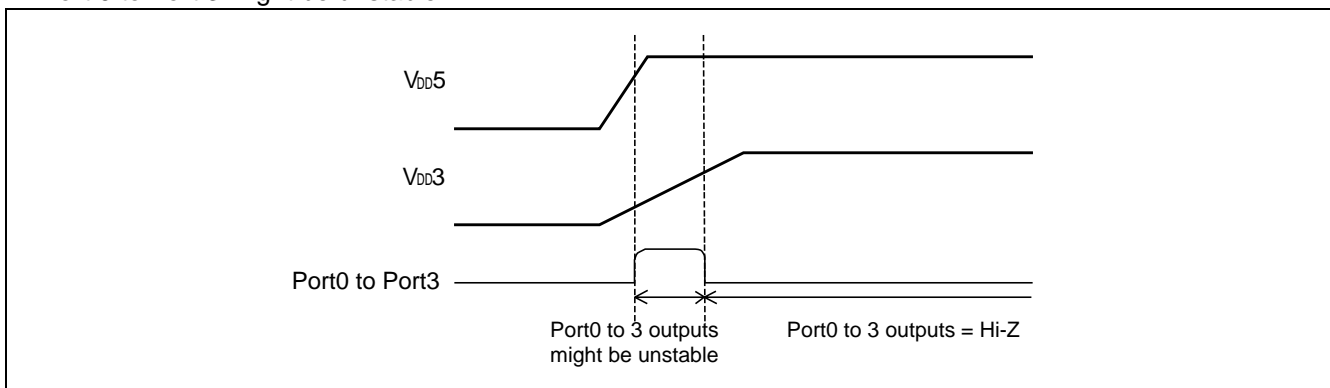 VDD5
VDD3
Port0 to Port3
Port0 to 3 outputs
might be unstable
Port0 to 3 outputs = Hi-Z